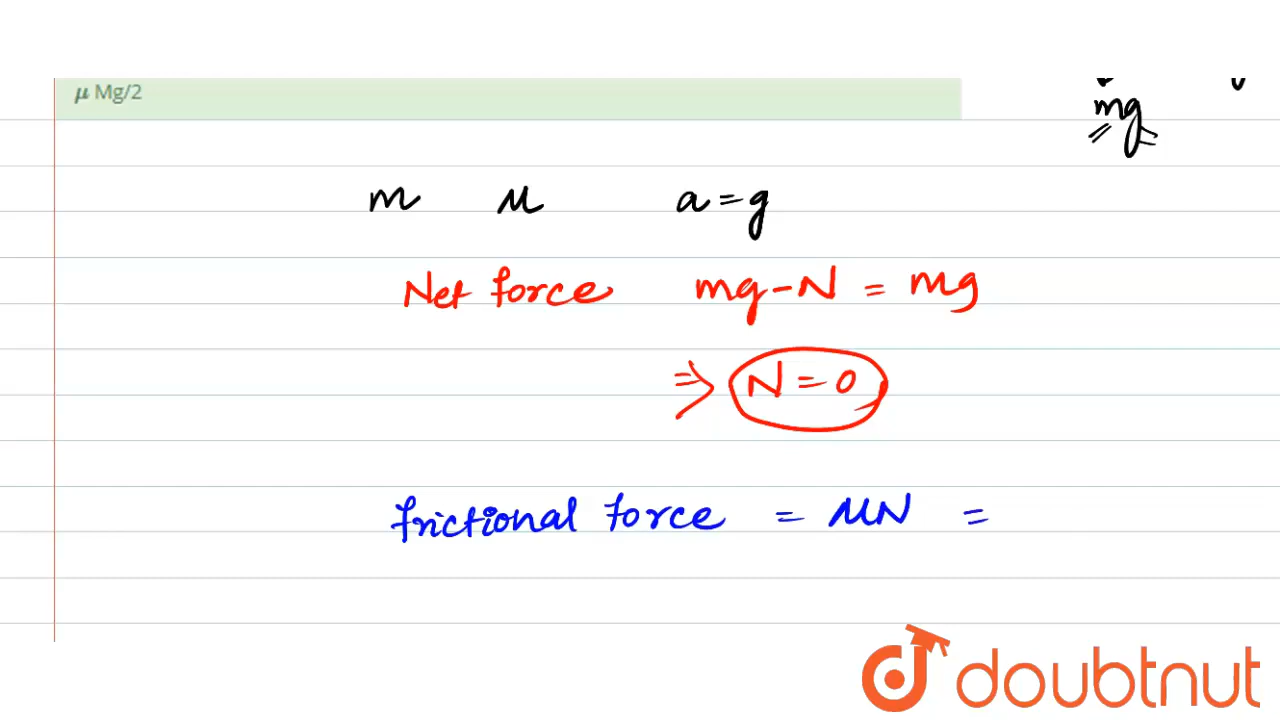 μ Mg/2
mg
m μ a = g
Net force mg - N = mg
⇒ N = 0
frictional force = μN =
doubtnut